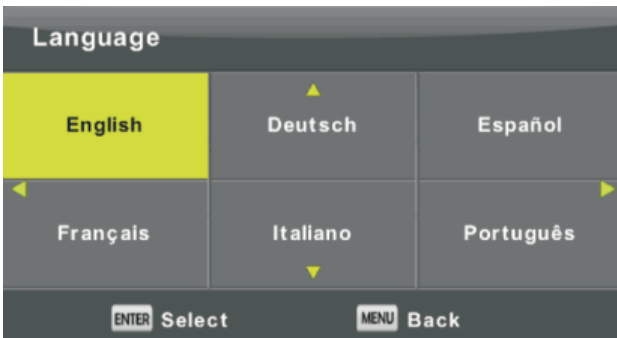 Language
English Deutsch Español
Français Italiano Português
ENTER Select MENU Back